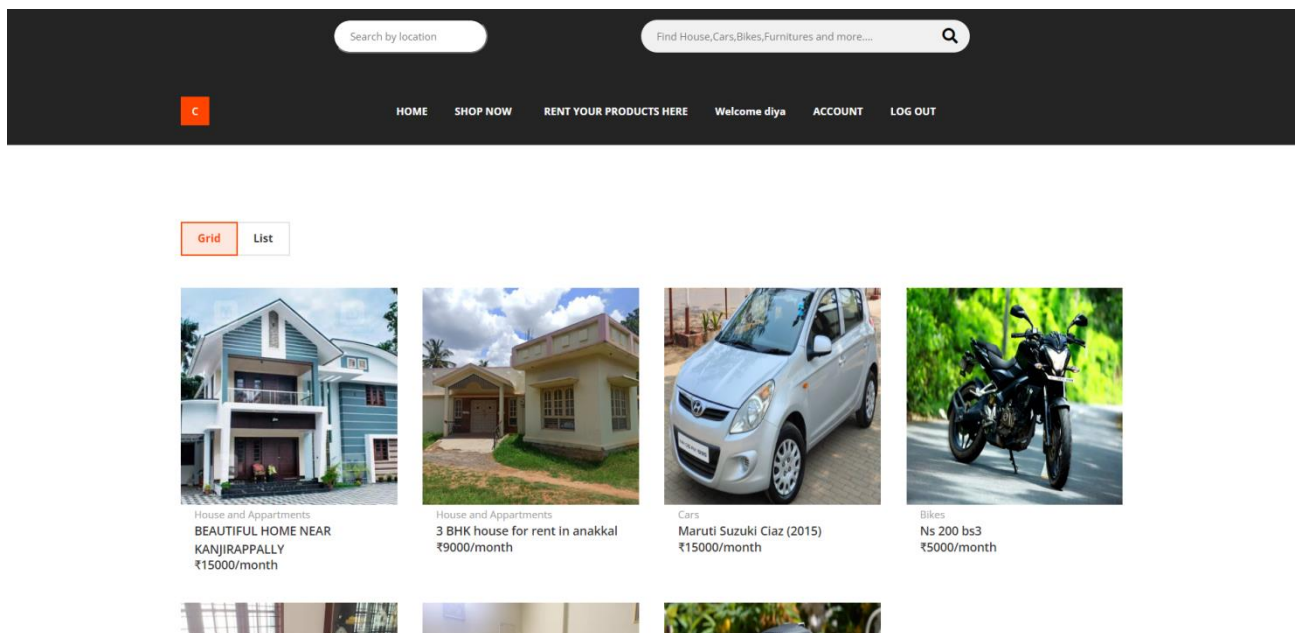 Search by location
Find House,Cars,Bikes,Furnitures and more....
C
HOME SHOP NOW RENT YOUR PRODUCTS HERE Welcome diya ACCOUNT LOG OUT
Grid List
House and Appartments
BEAUTIFUL HOME NEAR
KANJIRAPPALLY
₹15000/month
House and Appartments
3 BHK house for rent in anakkal
₹9000/month
Cars
Maruti Suzuki Ciaz (2015)
₹15000/month
Bikes
Ns 200 bs3
₹5000/month